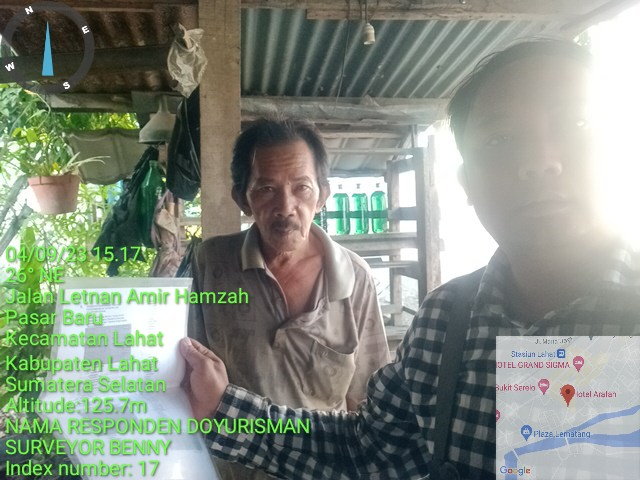 N
E
W
S
04/09/23 15.17
26° NE
Jalan Letnan Amir Hamzah
Pasar Baru
Kecamatan Lahat
Kabupaten Lahat
Sumatera Selatan
Altitude:125.7m
NAMA RESPONDEN DOYURISMAN
SURVEYOR BENNY
Index number: 17
Stasiun Lahat
HOTEL GRAND SIGMA
Bukit Serelo
Hotel Arafah
Plaza Lematang
Google